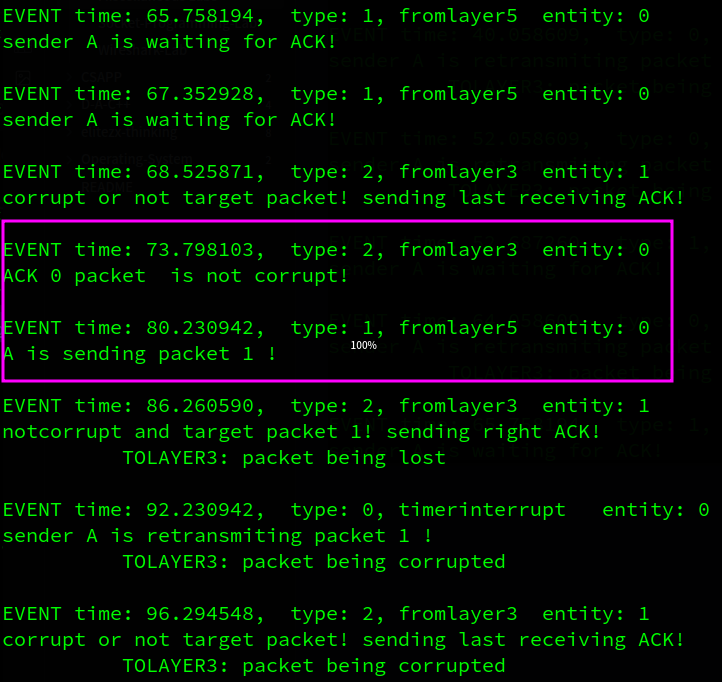 EVENT time: 65.758194,  type: 1, fromlayer5  entity: 0
sender A is waiting for ACK!
EVENT time: 67.352928,  type: 1, fromlayer5  entity: 0
sender A is waiting for ACK!
EVENT time: 68.525871,  type: 2, fromlayer3  entity: 1
corrupt or not target packet! sending last receiving ACK!
EVENT time: 73.798103,  type: 2, fromlayer3  entity: 0
ACK 0 packet  is not corrupt!
EVENT time: 80.230942,  type: 1, fromlayer5  entity: 0
A is sending packet 1 !
100%
EVENT time: 86.260590,  type: 2, fromlayer3  entity: 1
notcorrupt and target packet 1! sending right ACK!
TOLAYER3: packet being lost
EVENT time: 92.230942,  type: 0, timerinterrupt   entity: 0
sender A is retransmiting packet 1 !
TOLAYER3: packet being corrupted
EVENT time: 96.294548,  type: 2, fromlayer3  entity: 1
corrupt or not target packet! sending last receiving ACK!
TOLAYER3: packet being corrupted